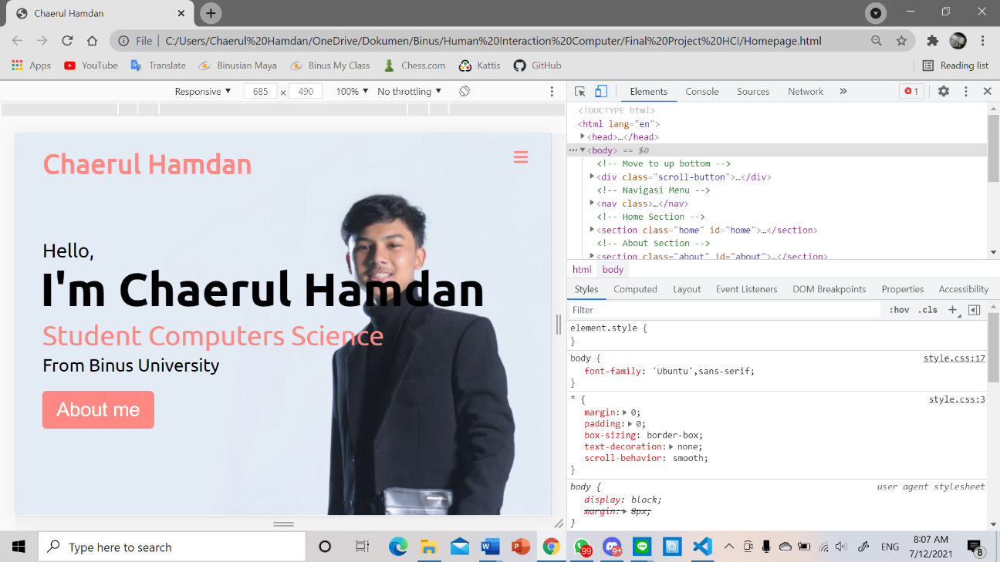 Chaerul Hamdan
File | C:/Users/Chaerul%20Hamdan/OneDrive/Dokumen/Binus/Human%20Interaction%20Computer/Final%20Project%20HCI/Homepage.html
Apps YouTube Translate Binusian Maya Binus My Class Chess.com Kattis GitHub Reading list
Responsive ▼ 685 x 490 100% ▼ No throttling ▼
Chaerul Hamdan
Hello,
I'm Chaerul Hamdan
Student Computers Science
From Binus University
About me
Elements Console Sources Network » 1
<!DOCTYPE html>
<html lang="en">
<head>…</head>
<body> == $0
<!-- Move to up bottom -->
<div class="scroll-button">…</div>
<!-- Navigasi Menu -->
<nav class>…</nav>
<!-- Home Section -->
<section class="home" id="home">…</section>
<!-- About Section -->
<section class="about" id="about">…</section>
html body
Styles Computed Layout Event Listeners DOM Breakpoints Properties Accessibility
Filter :hov .cls +
element.style {
}
body { style.css:17
font-family: 'Ubuntu',sans-serif;
}
* { style.css:3
margin: 0;
padding: 0;
box-sizing: border-box;
text-decoration: none;
scroll-behavior: smooth;
}
body { user agent stylesheet
display: block;
margin: 8px;
}
Type here to search 99 9+ ENG 8:07 AM
7/12/2021 8